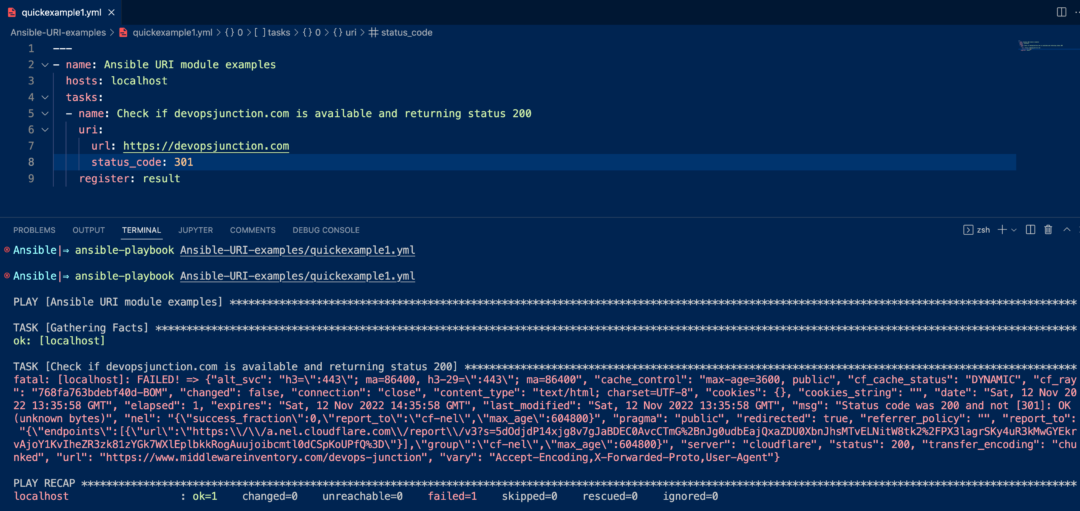 quickexample1.yml ×
Ansible-URI-examples > quickexample1.yml > {} 0 > [ ] tasks > {} 0 > {} uri > # status_code
1 ---
2 - name: Ansible URI module examples
3 hosts: localhost
4 tasks:
5 - name: Check if devopsjunction.com is available and returning status 200
6 uri:
7 url: https://devopsjunction.com
8 status_code: 301
9 register: result
PROBLEMS OUTPUT TERMINAL JUPYTER COMMENTS DEBUG CONSOLE zsh
Ansible|⇒ ansible-playbook Ansible-URI-examples/quickexample1.yml
Ansible|⇒ ansible-playbook Ansible-URI-examples/quickexample1.yml
PLAY [Ansible URI module examples] ****
TASK [Gathering Facts] ****
ok: [localhost]
TASK [Check if devopsjunction.com is available and returning status 200] ****
fatal: [localhost]: FAILED! => {"alt_svc": "h3=\":443\"; ma=86400, h3-29=\":443\"; ma=86400", "cache_control": "max-age=3600, public", "cf_cache_status": "DYNAMIC", "cf_ray
": "768fa763bdebf40d-BOM", "changed": false, "connection": "close", "content_type": "text/html; charset=UTF-8", "cookies": {}, "cookies_string": "", "date": "Sat, 12 Nov 20
22 13:35:58 GMT", "elapsed": 1, "expires": "Sat, 12 Nov 2022 14:35:58 GMT", "last_modified": "Sat, 12 Nov 2022 13:35:58 GMT", "msg": "Status code was 200 and not [301]: OK
(unknown bytes)", "nel": "{\"success_fraction\":0,\"report_to\":\"cf-nel\",\"max_age\":604800}", "pragma": "public", "redirected": true, "referrer_policy": "", "report_to":
"{\"endpoints\":[{\"url\":\"https:\\/\\/a.nel.cloudflare.com\\/report\\/v3?s=5dOdjdP14xjg8v7gJaBDEC0AvcCTmG%2BnJg0udbEajQxaZDU0XbnJhsMTvELNitW8tk2%2FPX3lagrSKy4uR3kMwGYEkr
vAjoY1KvIheZR3zk81zYGk7WXlEplbkkRogAuujoibcmtl0dCSpKoUPfQ%3D\"}],\"group\":\"cf-nel\",\"max_age\":604800}", "server": "cloudflare", "status": 200, "transfer_encoding": "chu
nked", "url": "https://www.middlewareinventory.com/devops-junction", "vary": "Accept-Encoding,X-Forwarded-Proto,User-Agent"}
PLAY RECAP ****
localhost : ok=1 changed=0 unreachable=0 failed=1 skipped=0 rescued=0 ignored=0